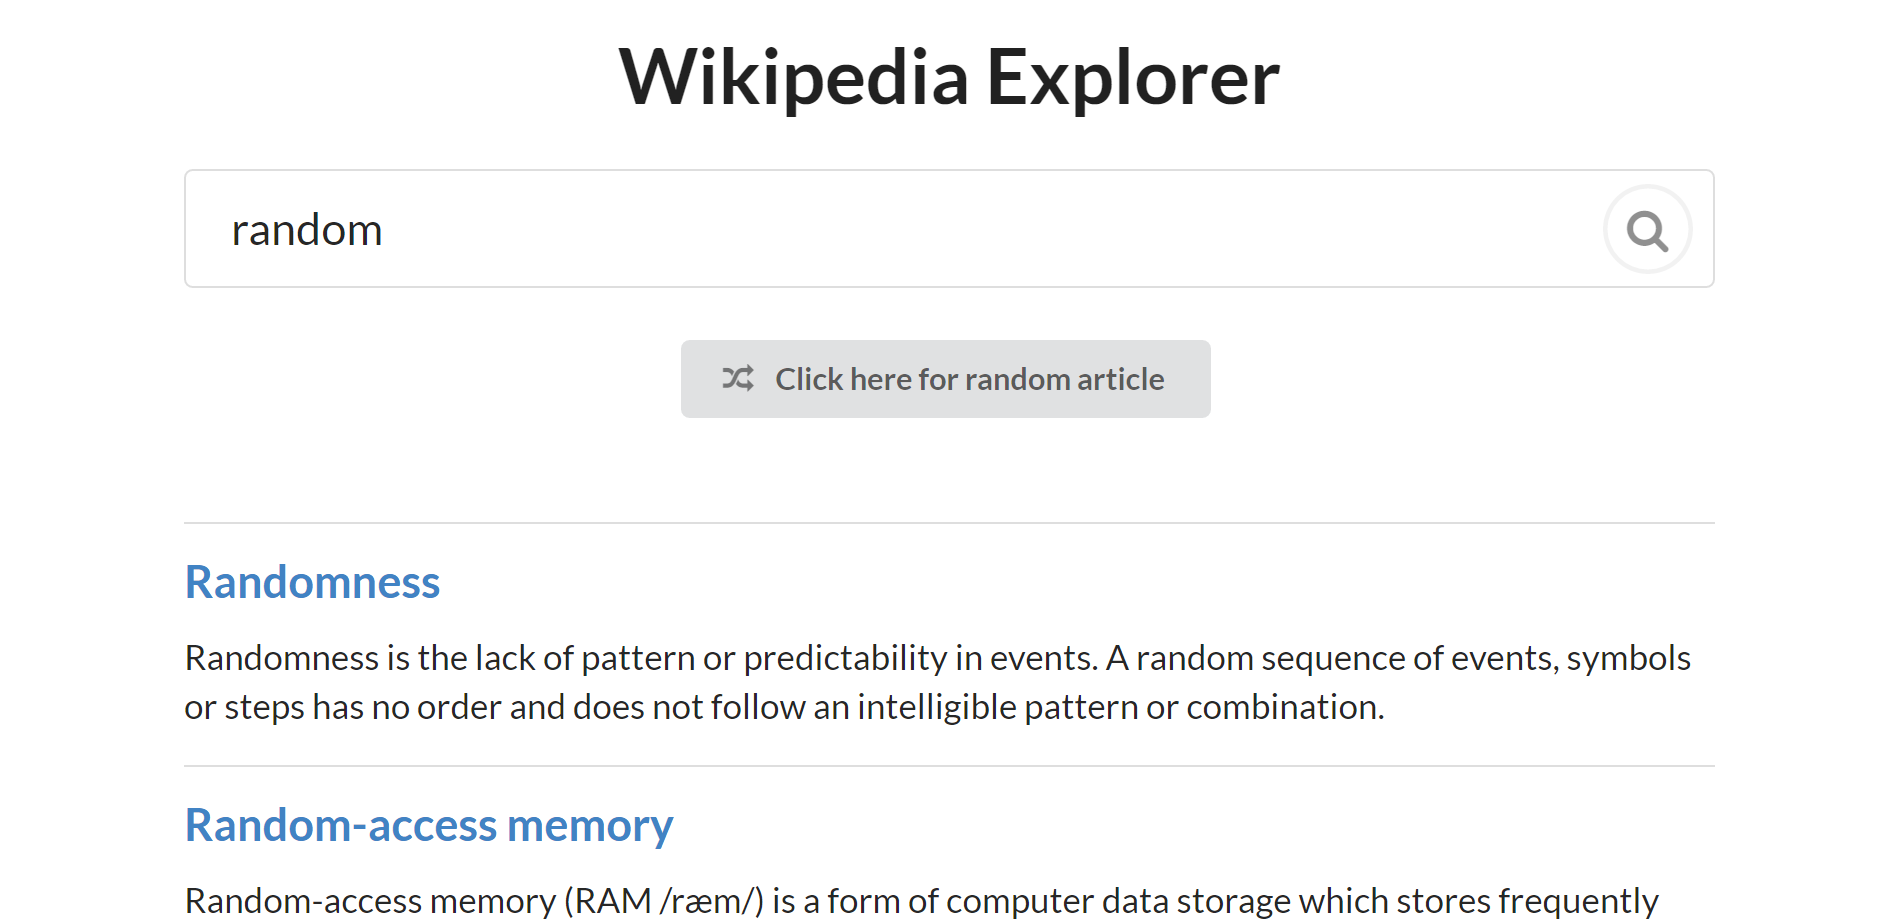 Wikipedia Explorer
random
Click here for random article
Randomness
Randomness is the lack of pattern or predictability in events. A random sequence of events, symbols
or steps has no order and does not follow an intelligible pattern or combination.
Random-access memory
Random-access memory (RAM /ræm/) is a form of computer data storage which stores frequently